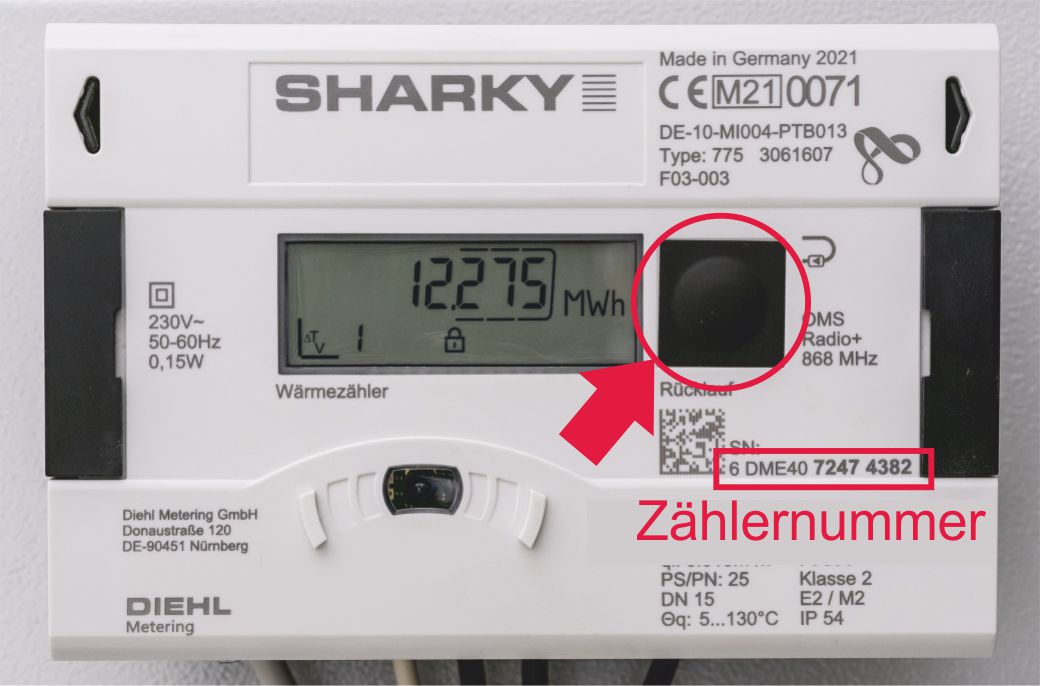 SHARKY
Made in Germany 2021
CE M21 0071
DE-10-MI004-PTB013
Type: 775 3061607
F03-003
230V~
50-60Hz
0,15W
12.275 MWh
ΔT
V
1
OMS
Radio+
868 MHz
Wärmezähler
Rücklauf
SN:
6 DME40 7247 4382
Zählernummer
Diehl Metering GmbH
Donaustraße 120
DE-90451 Nürnberg
PS/PN: 25
Klasse 2
DN 15
E2 / M2
Θq: 5...130°C
IP 54
DIEHL
Metering